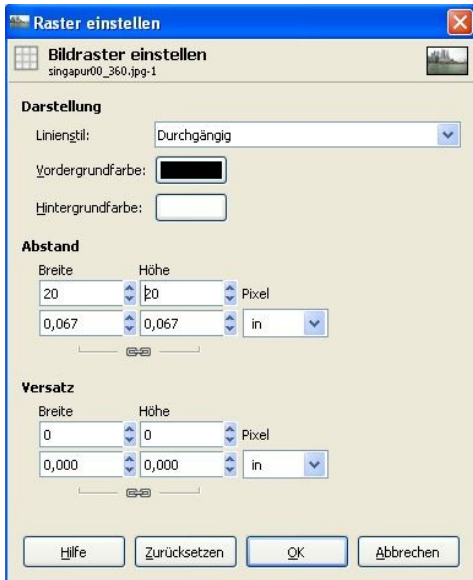 Raster einstellen
Bildraster einstellen
singapur00_360.jpg-1
Darstellung
Linienstil: Durchgängig
Vordergrundfarbe:
Hintergrundfarbe:
Abstand
Breite Höhe
20 20 Pixel
0,067 0,067 in
Versatz
Breite Höhe
0 0 Pixel
0,000 0,000 in
Hilfe Zurücksetzen OK Abbrechen